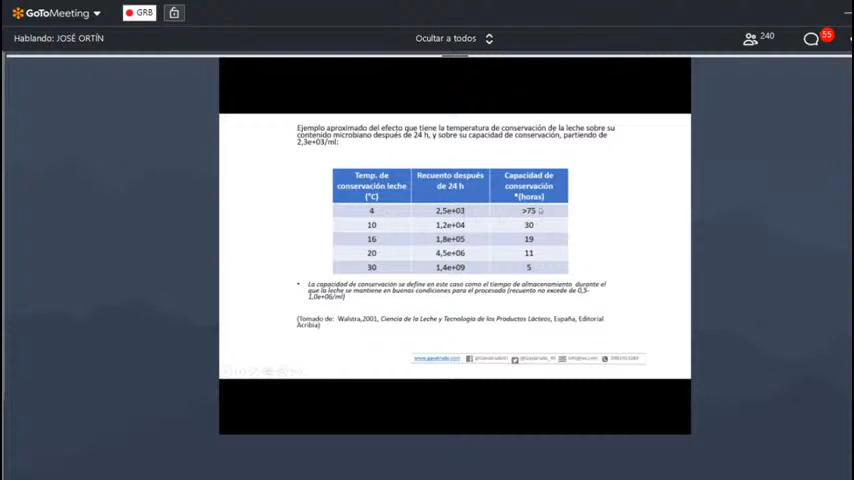 GoToMeeting
GRB
Hablando: JOSÉ ORTÍN
Ocultar a todos
240
55
Ejemplo aproximado del efecto que tiene la temperatura de conservación de la leche sobre su
contenido microbiano después de 24 h, y sobre su capacidad de conservación, partiendo de
2,3e+03/ml:
Temp. de conservación leche (°C) Recuento después de 24 h Capacidad de conservación *(horas)
4 2,5e+03 >75
10 1,2e+04 30
16 1,8e+05 19
20 4,5e+06 11
30 1,4e+09 5
• La capacidad de conservación se define en este caso como el tiempo de almacenamiento durante el
que la leche se mantiene en buenas condiciones para el procesado (recuento no excede de 0,5-
1,0e+06/ml)
(Tomado de: Walstra,2001, Ciencia de la Leche y Tecnología de los Productos Lácteos, España, Editorial
Acribia)